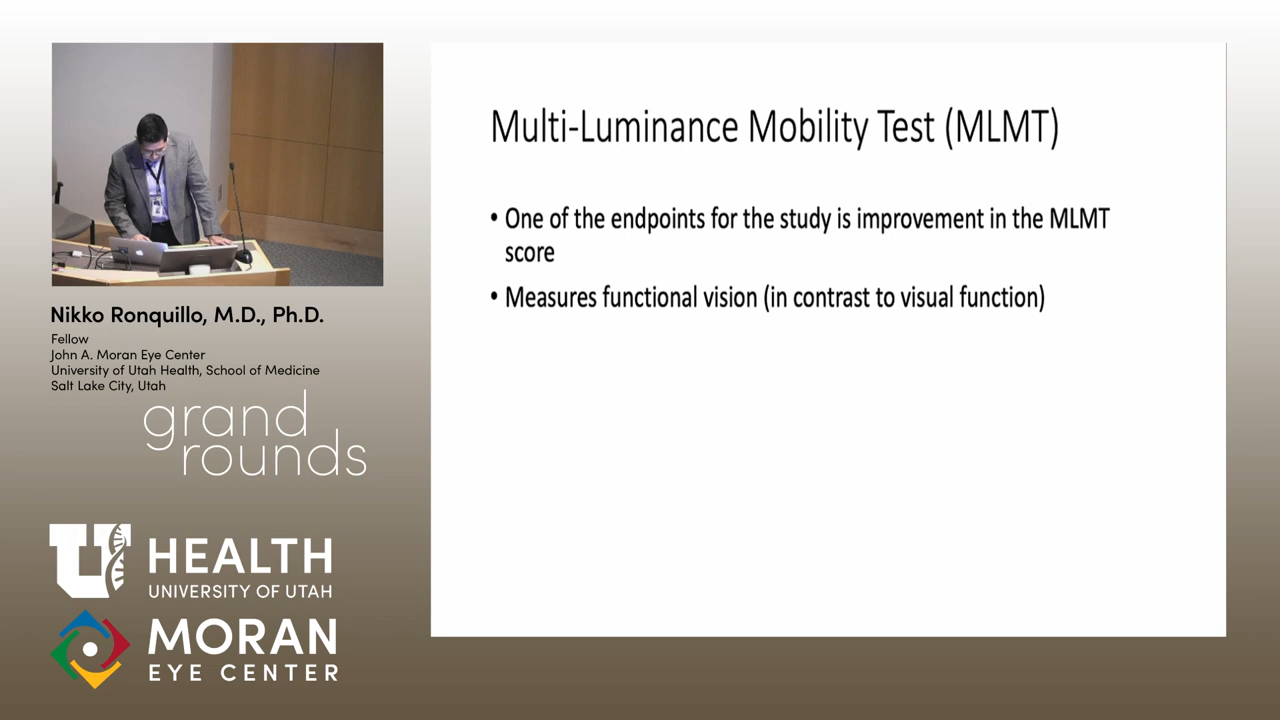 Multi-Luminance Mobility Test (MLMT)
• One of the endpoints for the study is improvement in the MLMT
score
• Measures functional vision (in contrast to visual function)
Nikko Ronquillo, M.D., Ph.D.
Fellow
John A. Moran Eye Center
University of Utah Health, School of Medicine
Salt Lake City, Utah
grand
rounds
U HEALTH
UNIVERSITY OF UTAH
MORAN
EYE CENTER